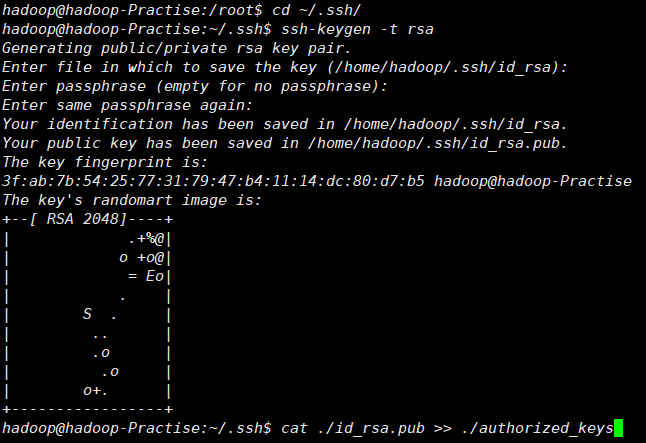 hadoop@hadoop-Practise:/root$ cd ~/.ssh/
hadoop@hadoop-Practise:~/.ssh$ ssh-keygen -t rsa
Generating public/private rsa key pair.
Enter file in which to save the key (/home/hadoop/.ssh/id_rsa):
Enter passphrase (empty for no passphrase):
Enter same passphrase again:
Your identification has been saved in /home/hadoop/.ssh/id_rsa.
Your public key has been saved in /home/hadoop/.ssh/id_rsa.pub.
The key fingerprint is:
3f:ab:7b:54:25:77:31:79:47:b4:11:14:dc:80:d7:b5 hadoop@hadoop-Practise
The key's randomart image is:
+--[ RSA 2048]----+
|             .+%@|
|            o +o@|
|             = Eo|
|            .    |
|        S  .     |
|         ..      |
|         .o      |
|          .o     |
|        o+.      |
+-----------------+
hadoop@hadoop-Practise:~/.ssh$ cat ./id_rsa.pub >> ./authorized_keys